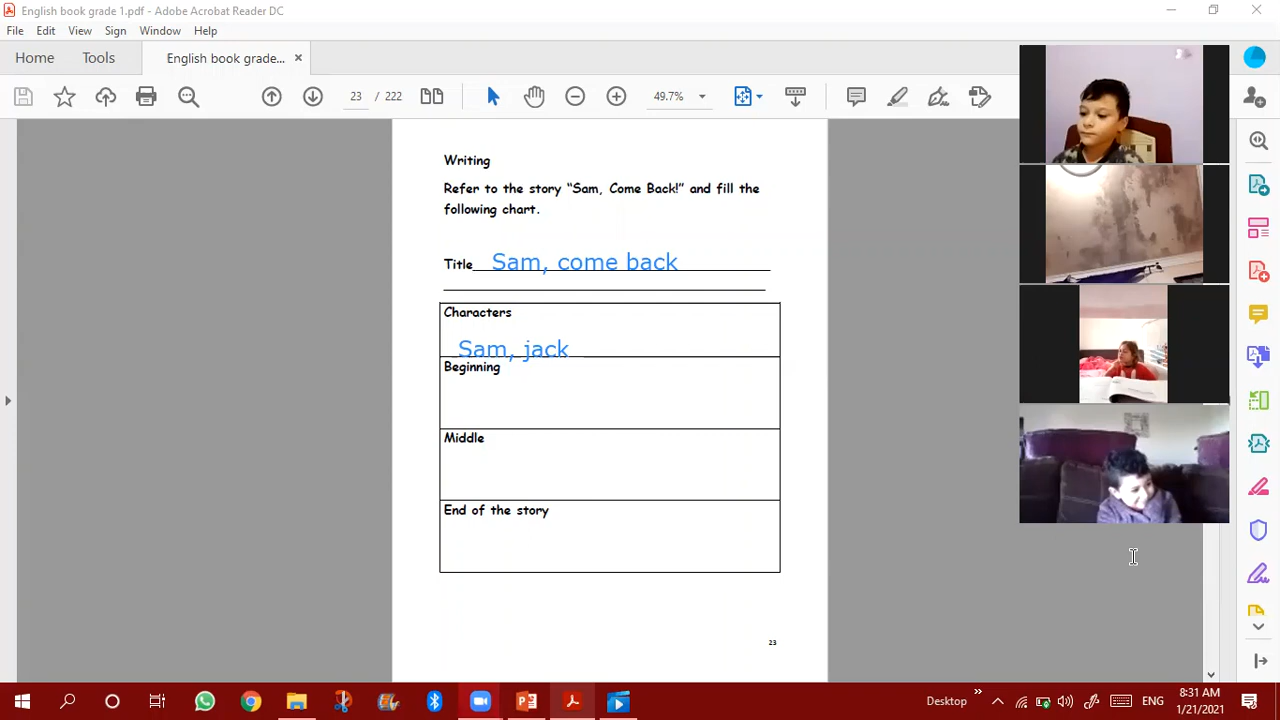 English book grade 1.pdf - Adobe Acrobat Reader DC
File Edit View Sign Window Help
Home Tools English book grade... ×
23 / 222 49.7%
Writing
Refer to the story “Sam, Come Back!” and fill the
following chart.
Title Sam, come back
Characters
Sam, jack
Beginning
Middle
End of the story
23
Desktop » ENG 8:31 AM
1/21/2021